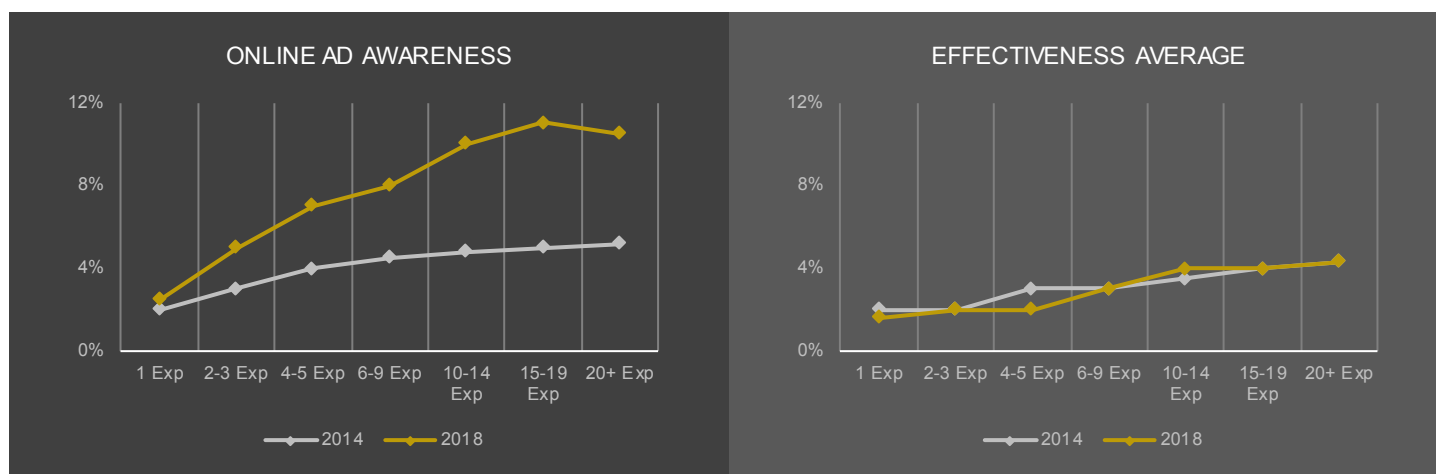 ONLINE AD AWARENESS
12%
8%
4%
0%
1 Exp 2-3 Exp 4-5 Exp 6-9 Exp 10-14 Exp 15-19 Exp 20+ Exp
2014 2018
EFFECTIVENESS AVERAGE
12%
8%
4%
0%
1 Exp 2-3 Exp 4-5 Exp 6-9 Exp 10-14 Exp 15-19 Exp 20+ Exp
2014 2018